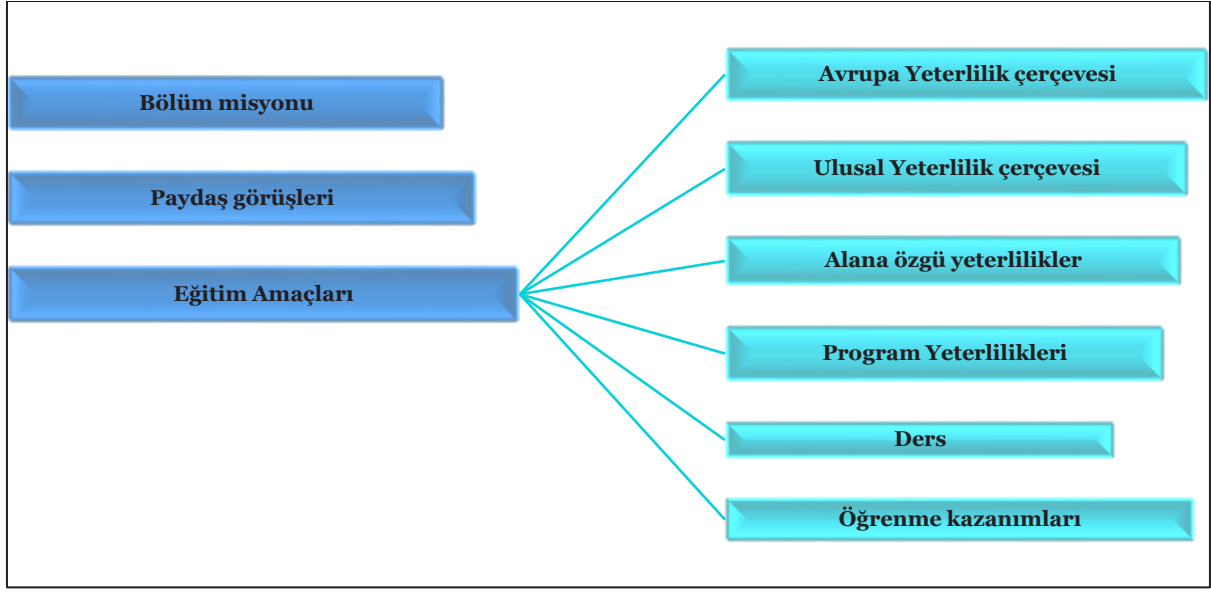 Bölüm misyonu
Paydaş görüşleri
Eğitim Amaçları
Avrupa Yeterlilik çerçevesi
Ulusal Yeterlilik çerçevesi
Alana özgü yeterlilikler
Program Yeterlilikleri
Ders
Öğrenme kazanımları